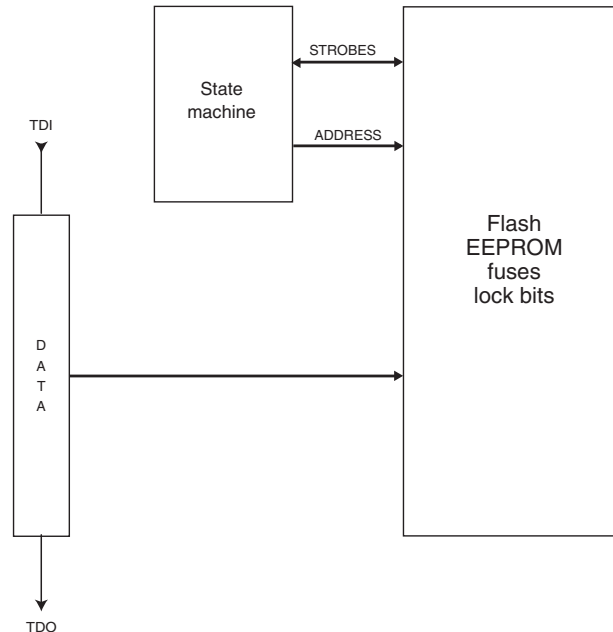 STROBES
State
machine
ADDRESS
TDI
Flash
EEPROM
fuses
lock bits
D
A
T
A
TDO